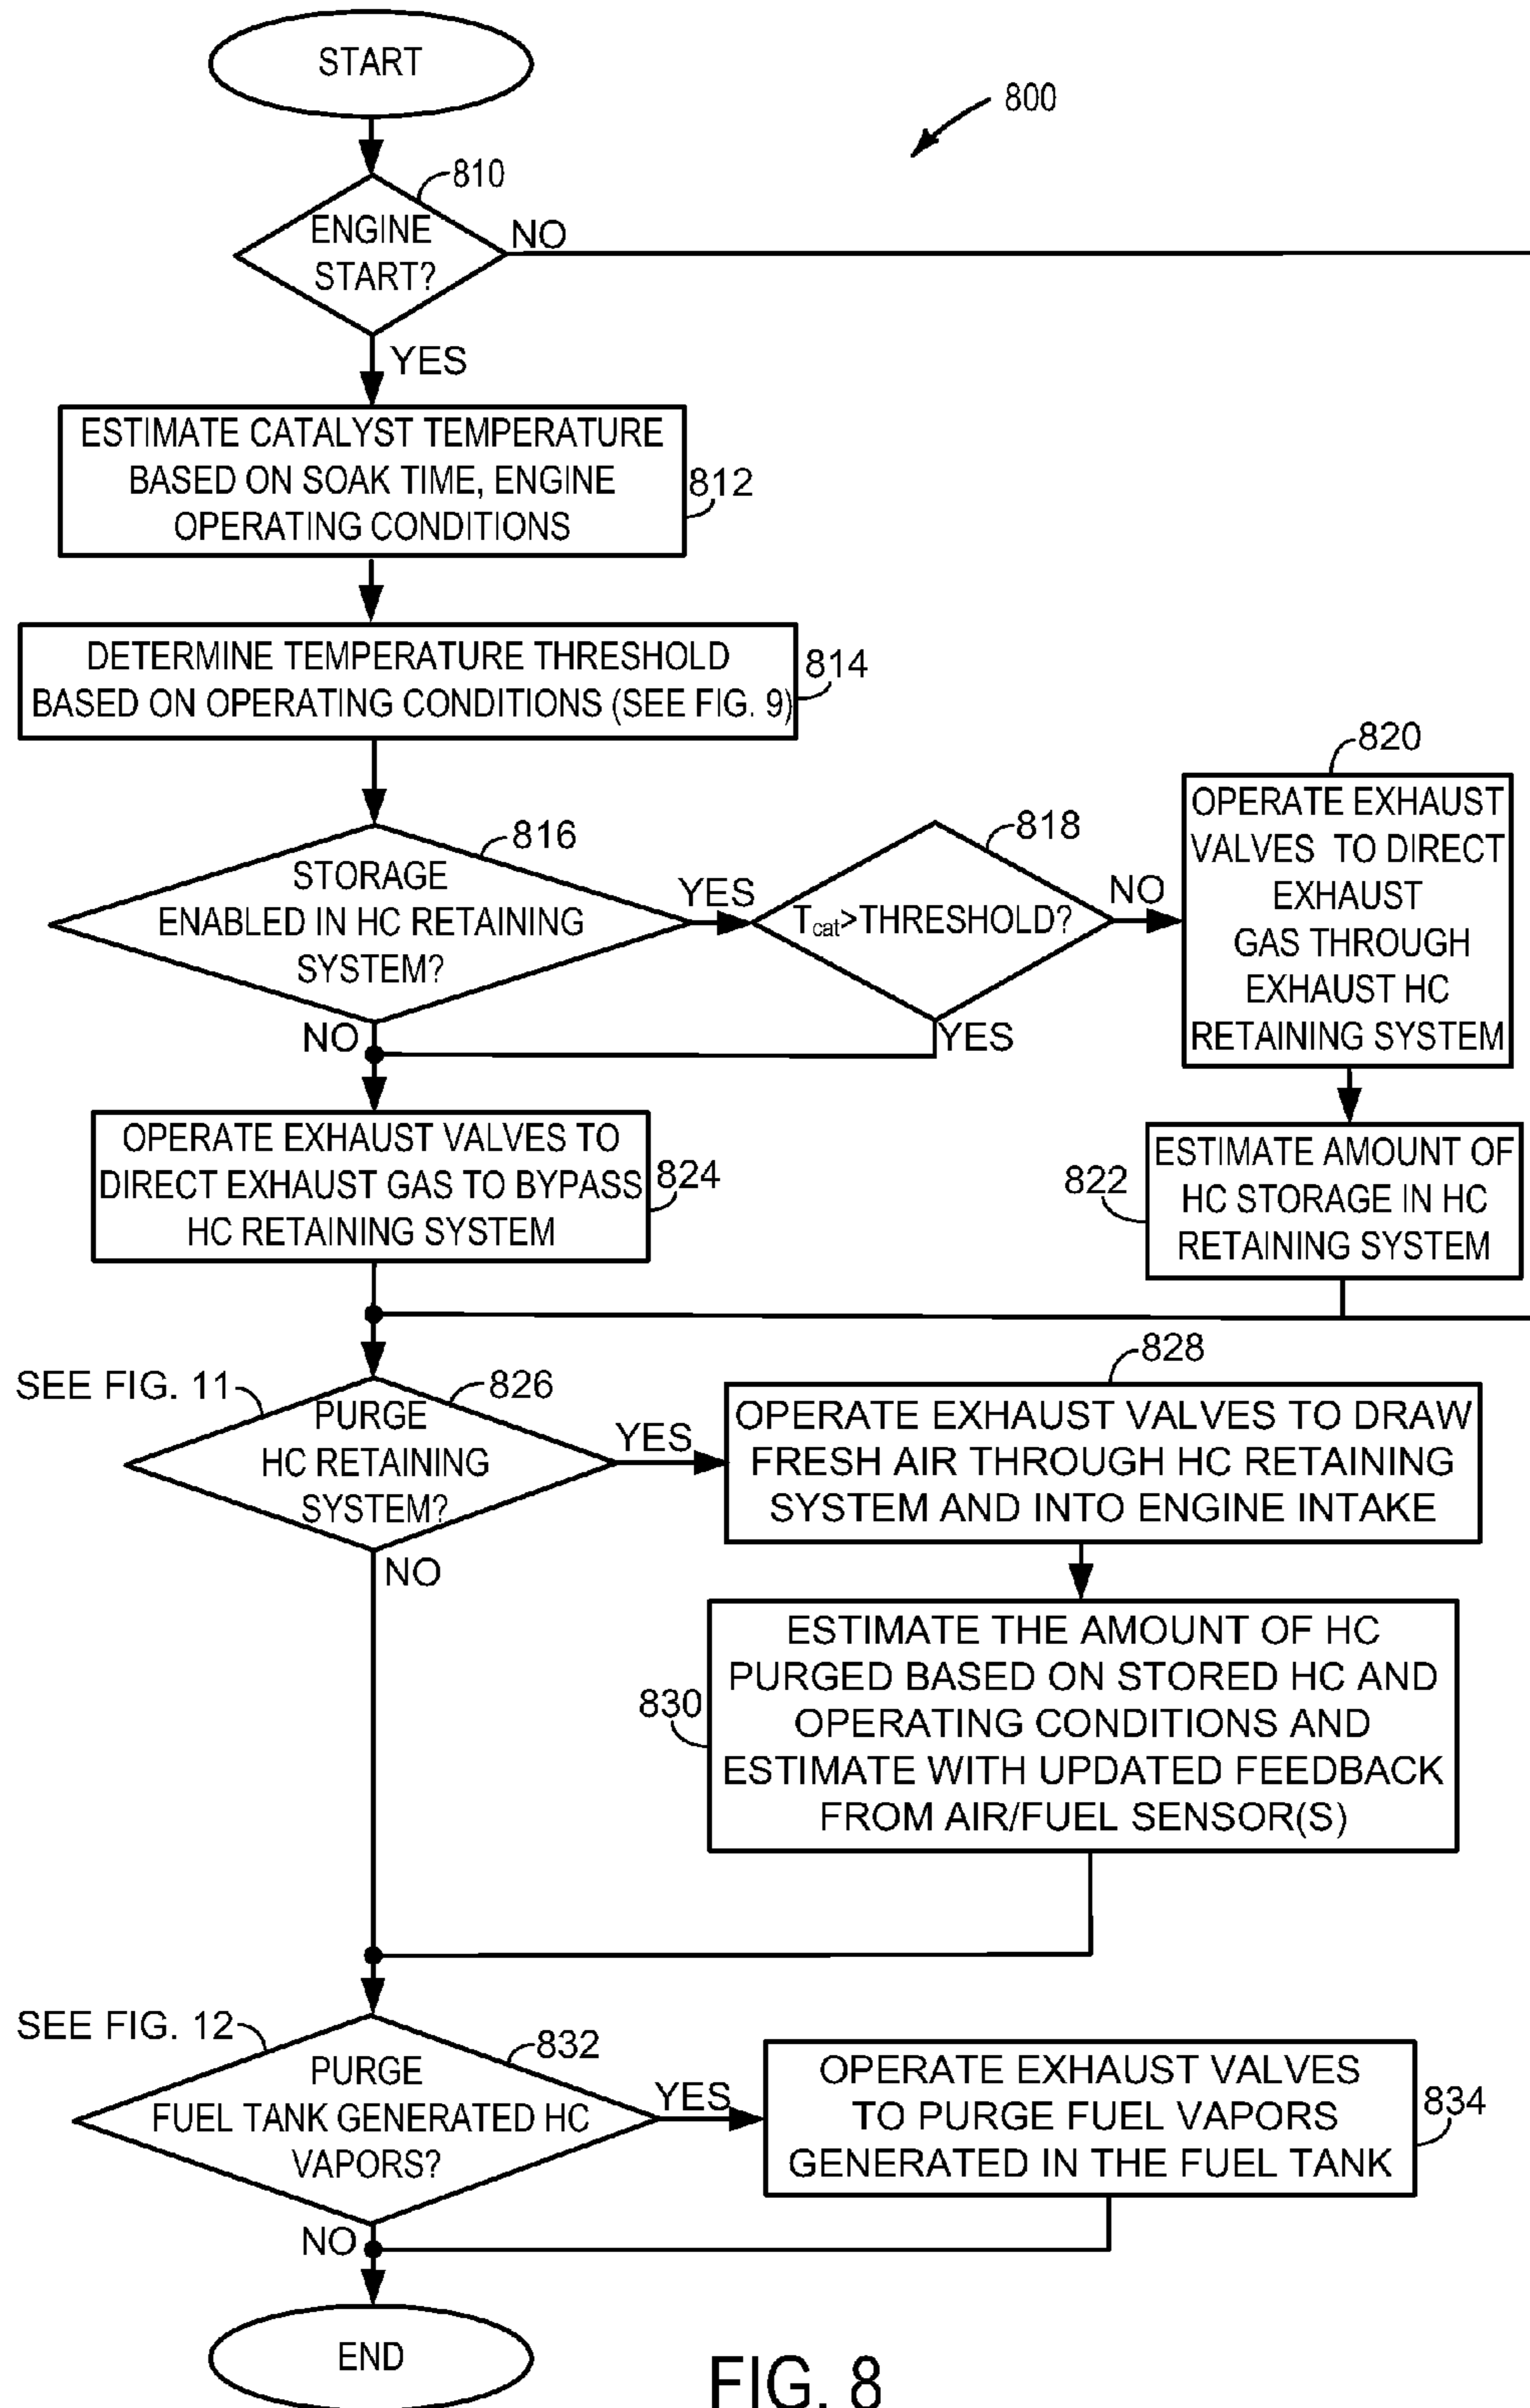 START
800
810
ENGINE
START?
NO
YES
ESTIMATE CATALYST TEMPERATURE
BASED ON SOAK TIME, ENGINE
OPERATING CONDITIONS
812
DETERMINE TEMPERATURE THRESHOLD
BASED ON OPERATING CONDITIONS (SEE FIG. 9)
814
816
STORAGE
ENABLED IN HC RETAINING
SYSTEM?
YES
NO
818
Tcat>THRESHOLD?
NO
YES
820
OPERATE EXHAUST
VALVES TO DIRECT
EXHAUST
GAS THROUGH
EXHAUST HC
RETAINING SYSTEM
822
ESTIMATE AMOUNT OF
HC STORAGE IN HC
RETAINING SYSTEM
OPERATE EXHAUST VALVES TO
DIRECT EXHAUST GAS TO BYPASS
HC RETAINING SYSTEM
824
SEE FIG. 11
826
PURGE
HC RETAINING
SYSTEM?
YES
NO
828
OPERATE EXHAUST VALVES TO DRAW
FRESH AIR THROUGH HC RETAINING
SYSTEM AND INTO ENGINE INTAKE
830
ESTIMATE THE AMOUNT OF HC
PURGED BASED ON STORED HC AND
OPERATING CONDITIONS AND
ESTIMATE WITH UPDATED FEEDBACK
FROM AIR/FUEL SENSOR(S)
SEE FIG. 12
832
PURGE
FUEL TANK GENERATED HC
VAPORS?
YES
NO
OPERATE EXHAUST VALVES
TO PURGE FUEL VAPORS
GENERATED IN THE FUEL TANK
834
END
FIG. 8